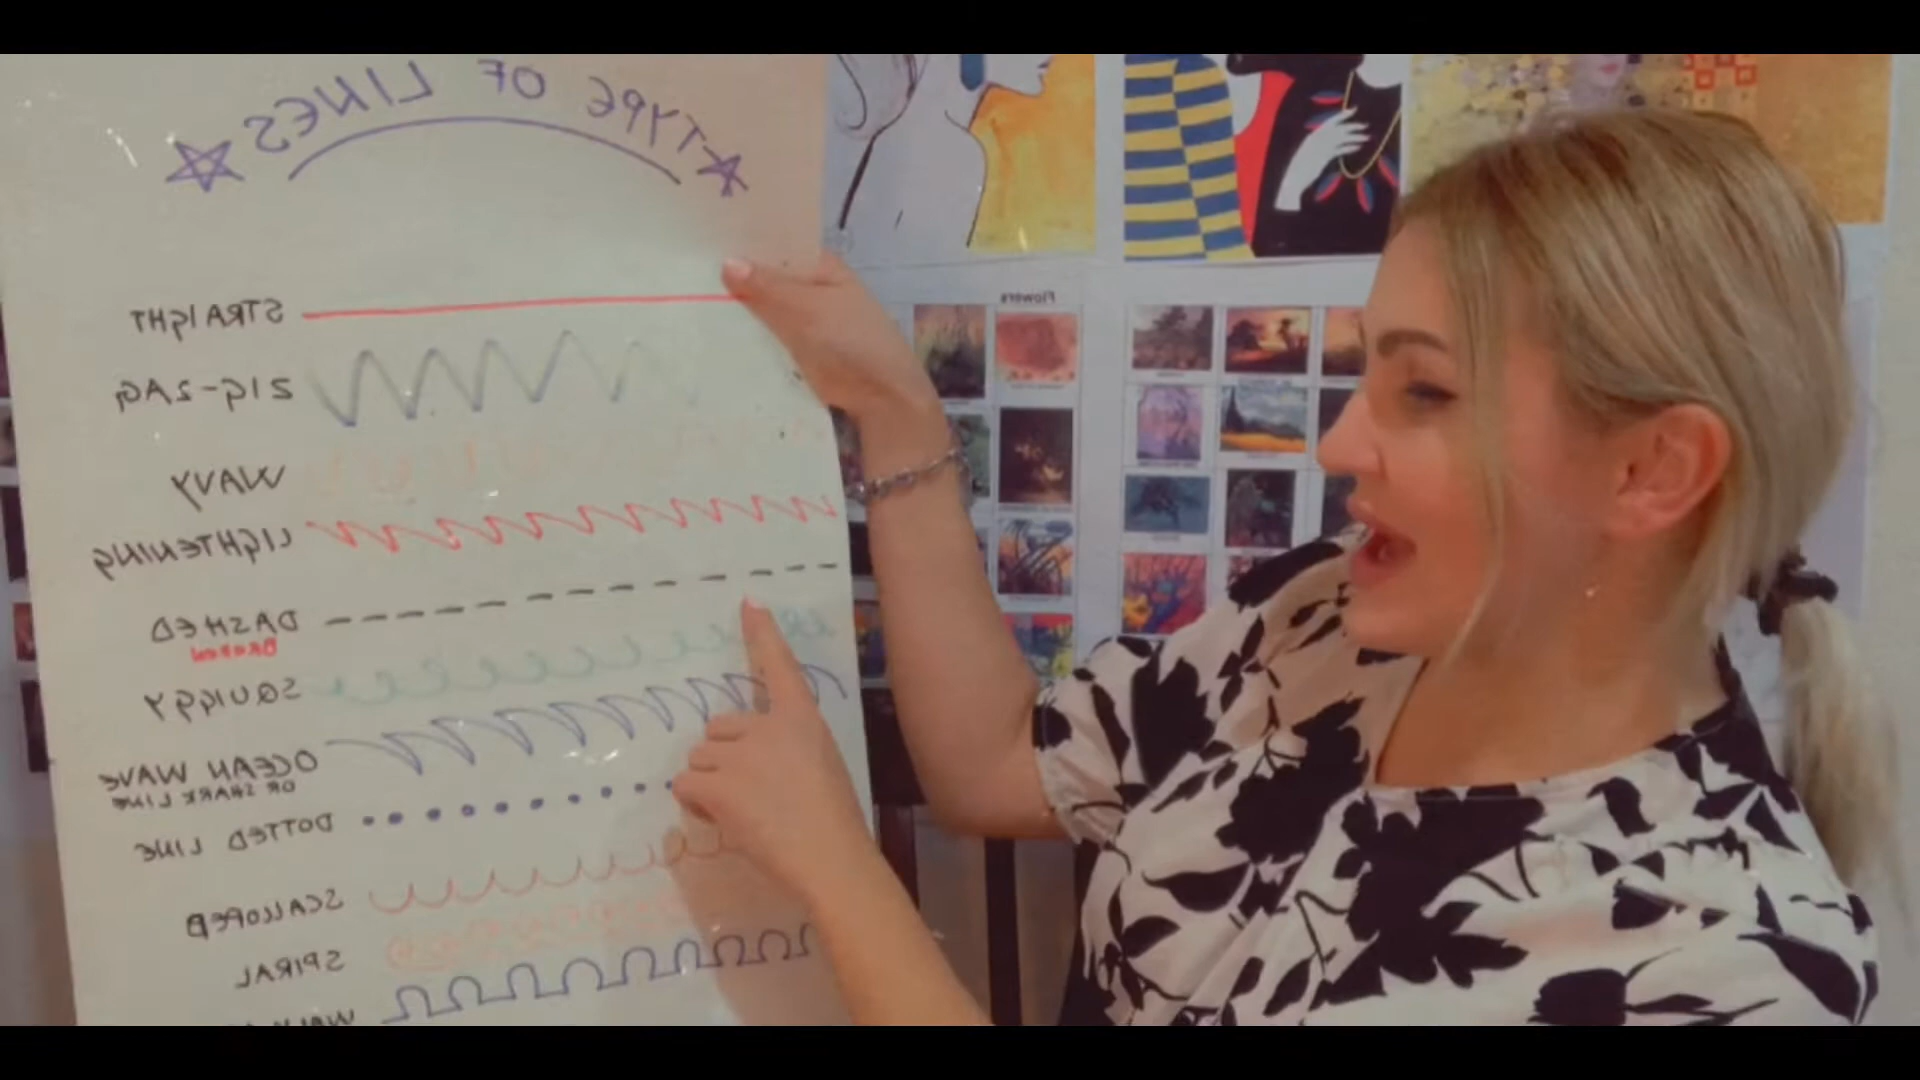 TYPE OF LINES
STRAIGHT
ZIG-ZAG
WAVY
LIGHTENING
DASHED
BROKEN
SQUIGGY
OCEAN WAVE
OR SHARK LINE
DOTTED LINE
SCALLOPED
SPIRAL
Flowers